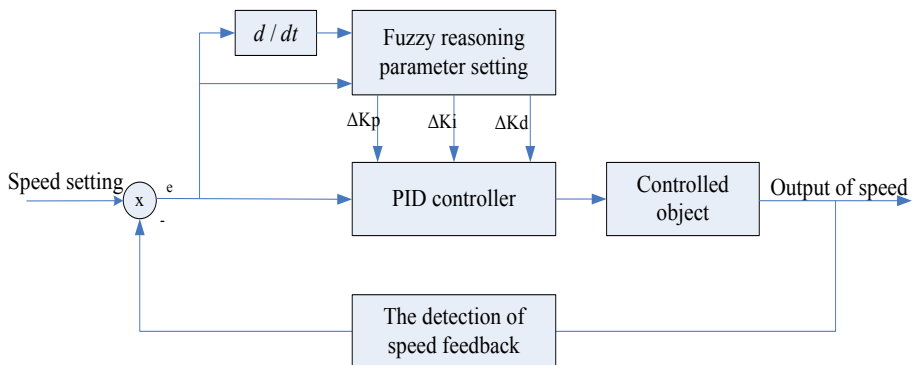 d / dt
Fuzzy reasoning
parameter setting
ΔKp
ΔKi
ΔKd
Speed setting
e
x
-
PID controller
Controlled
object
Output of speed
The detection of
speed feedback